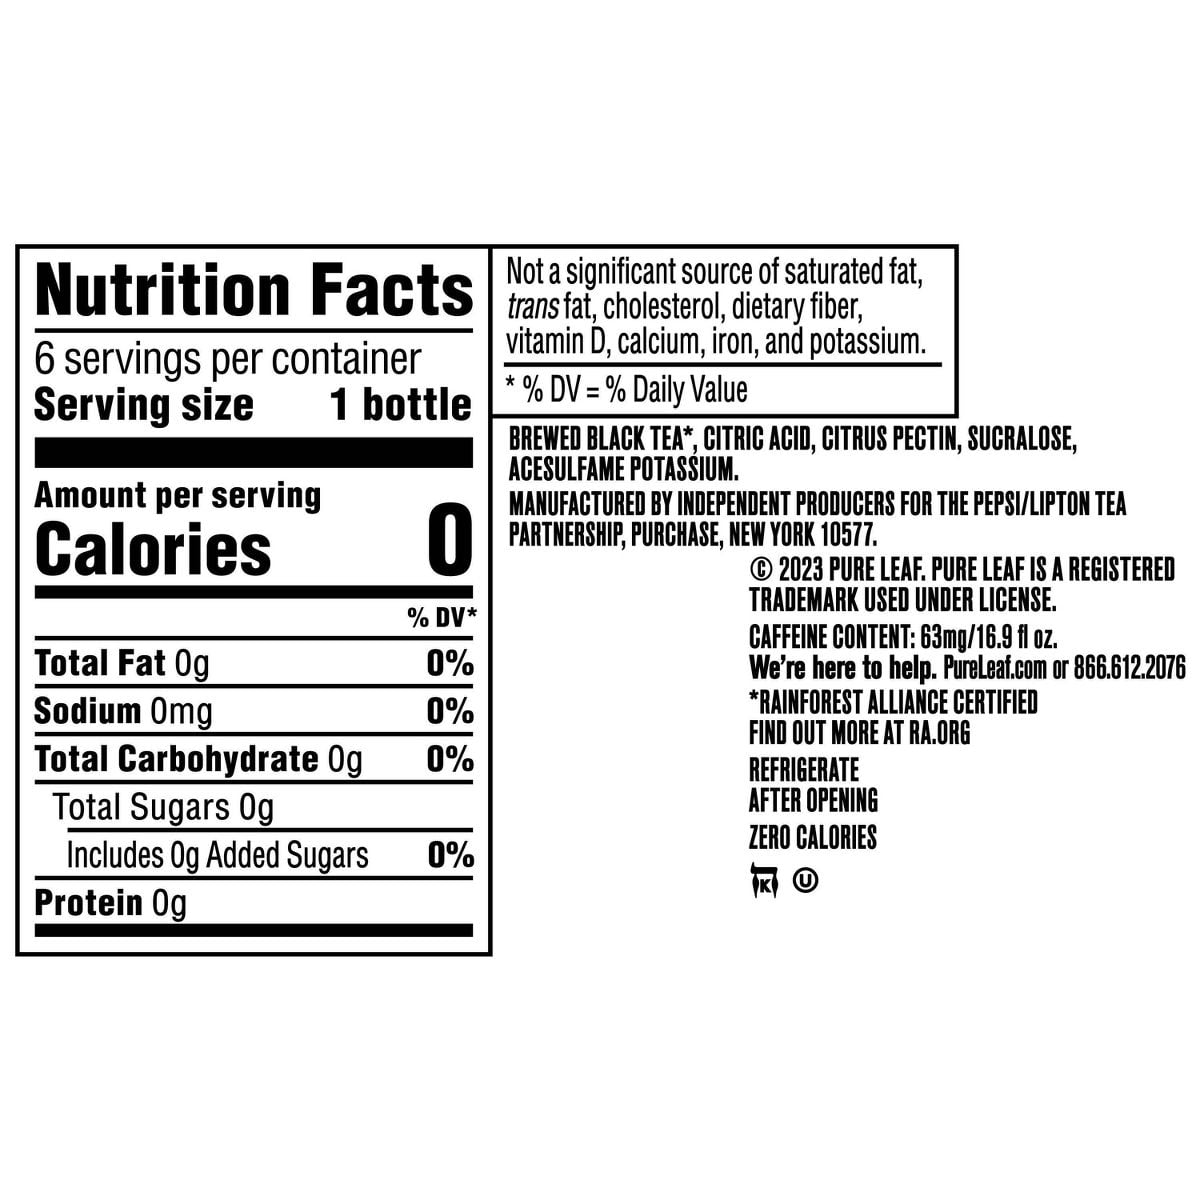 Nutrition Facts
6 servings per container
Serving size 1 bottle
Amount per serving
Calories 0
% DV*
Total Fat 0g 0%
Sodium 0mg 0%
Total Carbohydrate 0g 0%
Total Sugars 0g
Includes 0g Added Sugars 0%
Protein 0g
Not a significant source of saturated fat,
trans fat, cholesterol, dietary fiber,
vitamin D, calcium, iron, and potassium.
* % DV = % Daily Value
BREWED BLACK TEA*, CITRIC ACID, CITRUS PECTIN, SUCRALOSE,
ACESULFAME POTASSIUM.
MANUFACTURED BY INDEPENDENT PRODUCERS FOR THE PEPSI/LIPTON TEA
PARTNERSHIP, PURCHASE, NEW YORK 10577.
© 2023 PURE LEAF. PURE LEAF IS A REGISTERED
TRADEMARK USED UNDER LICENSE.
CAFFEINE CONTENT: 63mg/16.9 fl oz.
We're here to help. PureLeaf.com or 866.612.2076
*RAINFOREST ALLIANCE CERTIFIED
FIND OUT MORE AT RA.ORG
REFRIGERATE
AFTER OPENING
ZERO CALORIES
K U